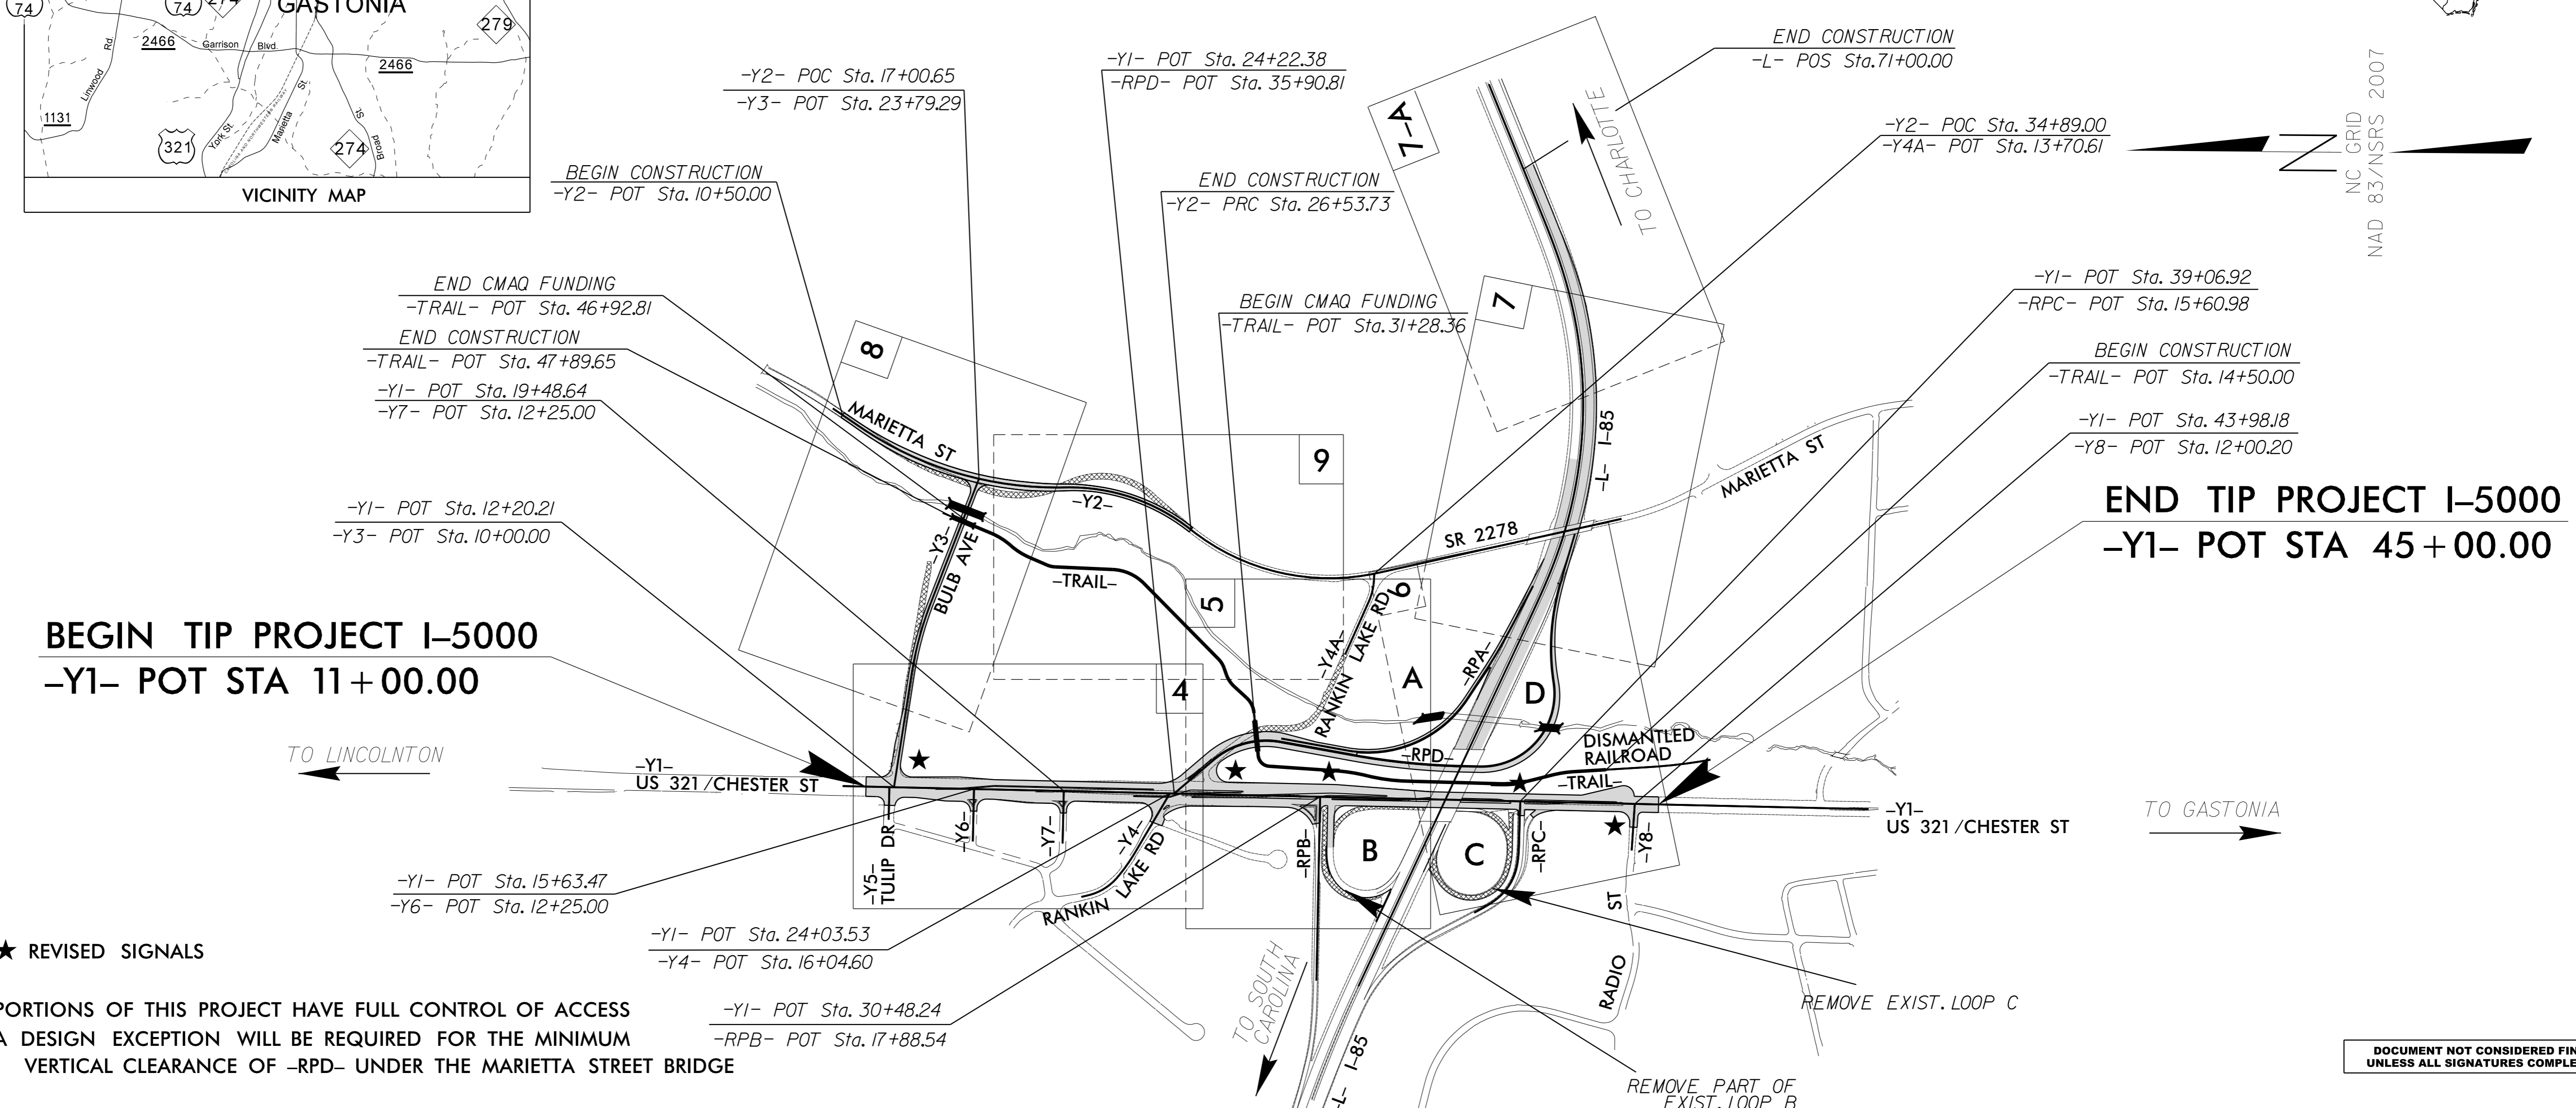 74
74
274
GASTONIA
279
2466
Garrison Blvd.
2466
Linwood Rd.
1131
321
York St.
Marietta St.
274
Broad St.
VICINITY MAP
-Y2- POC Sta. 17+00.65
-Y3- POT Sta. 23+79.29
-Y1- POT Sta. 24+22.38
-RPD- POT Sta. 35+90.81
END CONSTRUCTION
-L- POS Sta. 71+00.00
7-A
TO CHARLOTTE
-Y2- POC Sta. 34+89.00
-Y4A- POT Sta. 13+70.61
NC GRID
NAD 83/NSRS 2007
BEGIN CONSTRUCTION
-Y2- POT Sta. 10+50.00
END CONSTRUCTION
-Y2- PRC Sta. 26+53.73
END CMAQ FUNDING
-TRAIL- POT Sta. 46+92.81
BEGIN CMAQ FUNDING
-TRAIL- POT Sta. 31+28.36
7
-Y1- POT Sta. 39+06.92
-RPC- POT Sta. 15+60.98
END CONSTRUCTION
-TRAIL- POT Sta. 47+89.65
8
BEGIN CONSTRUCTION
-TRAIL- POT Sta. 14+50.00
-Y1- POT Sta. 19+48.64
-Y7- POT Sta. 12+25.00
MARIETTA ST
-Y1- POT Sta. 43+98.18
-Y8- POT Sta. 12+00.20
9
-L- I-85
MARIETTA ST
-Y1- POT Sta. 12+20.21
-Y3- POT Sta. 10+00.00
-Y2-
SR 2278
END TIP PROJECT I-5000
-Y1- POT STA 45+00.00
-Y3-
BULB AVE
-TRAIL-
5
6
BEGIN TIP PROJECT I-5000
-Y1- POT STA 11+00.00
-Y4A-
RANKIN LAKE RD
-RPA-
A
D
4
TO LINCOLNTON
-Y1-
US 321/CHESTER ST
-RPD-
DISMANTLED
RAILROAD
-TRAIL-
-Y1-
US 321/CHESTER ST
TO GASTONIA
-Y5-
TULIP DR
-Y6-
-Y7-
-Y4-
RANKIN LAKE RD
-RPB-
B
C
-RPC-
-Y8-
-Y1- POT Sta. 15+63.47
-Y6- POT Sta. 12+25.00
-Y1- POT Sta. 24+03.53
-Y4- POT Sta. 16+04.60
-Y1- POT Sta. 30+48.24
-RPB- POT Sta. 17+88.54
TO SOUTH
CAROLINA
-L- I-85
RADIO ST
REMOVE EXIST. LOOP C
REMOVE PART OF
EXIST. LOOP B
★ REVISED SIGNALS
PORTIONS OF THIS PROJECT HAVE FULL CONTROL OF ACCESS
A DESIGN EXCEPTION WILL BE REQUIRED FOR THE MINIMUM
VERTICAL CLEARANCE OF -RPD- UNDER THE MARIETTA STREET BRIDGE
DOCUMENT NOT CONSIDERED FIN
UNLESS ALL SIGNATURES COMPLE